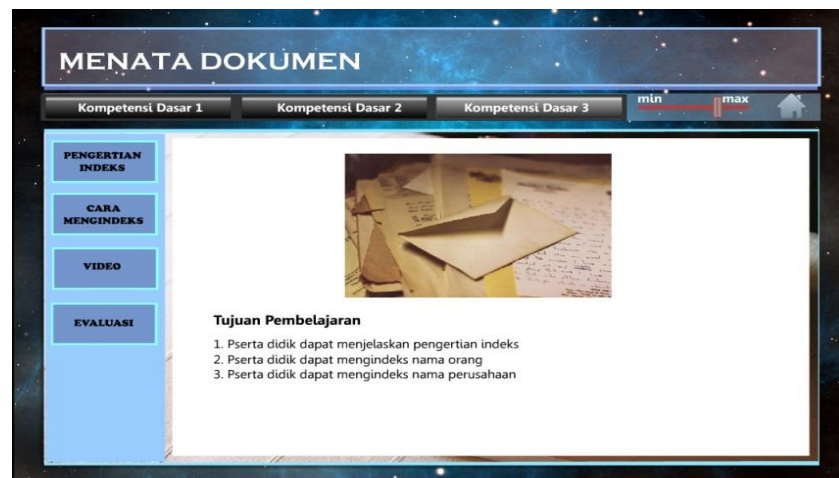 MENATA DOKUMEN
Kompetensi Dasar 1
Kompetensi Dasar 2
Kompetensi Dasar 3
min
max
PENGERTIAN
INDEKS
CARA
MENGINDEKS
VIDEO
EVALUASI
Tujuan Pembelajaran
1. Pserta didik dapat menjelaskan pengertian indeks
2. Pserta didik dapat mengindeks nama orang
3. Pserta didik dapat mengindeks nama perusahaan